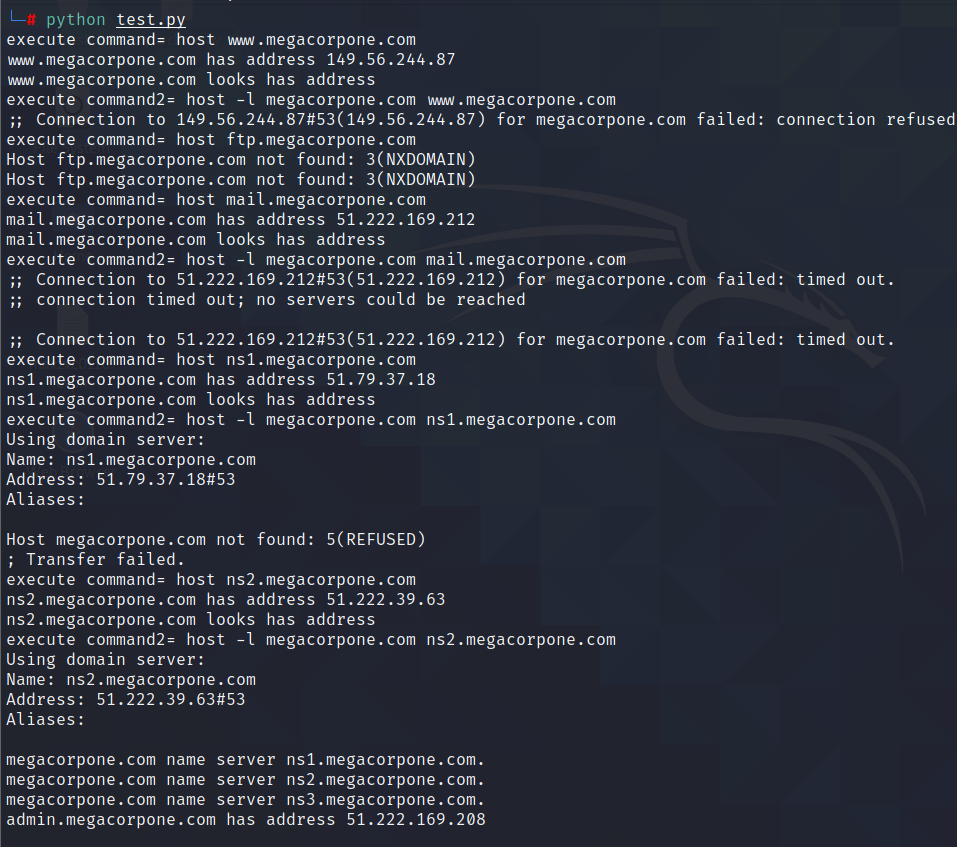 └─# python test.py
execute command= host www.megacorpone.com
www.megacorpone.com has address 149.56.244.87
www.megacorpone.com looks has address
execute command2= host -l megacorpone.com www.megacorpone.com
;; Connection to 149.56.244.87#53(149.56.244.87) for megacorpone.com failed: connection refused
execute command= host ftp.megacorpone.com
Host ftp.megacorpone.com not found: 3(NXDOMAIN)
Host ftp.megacorpone.com not found: 3(NXDOMAIN)
execute command= host mail.megacorpone.com
mail.megacorpone.com has address 51.222.169.212
mail.megacorpone.com looks has address
execute command2= host -l megacorpone.com mail.megacorpone.com
;; Connection to 51.222.169.212#53(51.222.169.212) for megacorpone.com failed: timed out.
;; connection timed out; no servers could be reached

;; Connection to 51.222.169.212#53(51.222.169.212) for megacorpone.com failed: timed out.
execute command= host ns1.megacorpone.com
ns1.megacorpone.com has address 51.79.37.18
ns1.megacorpone.com looks has address
execute command2= host -l megacorpone.com ns1.megacorpone.com
Using domain server:
Name: ns1.megacorpone.com
Address: 51.79.37.18#53
Aliases:

Host megacorpone.com not found: 5(REFUSED)
; Transfer failed.
execute command= host ns2.megacorpone.com
ns2.megacorpone.com has address 51.222.39.63
ns2.megacorpone.com looks has address
execute command2= host -l megacorpone.com ns2.megacorpone.com
Using domain server:
Name: ns2.megacorpone.com
Address: 51.222.39.63#53
Aliases:

megacorpone.com name server ns1.megacorpone.com.
megacorpone.com name server ns2.megacorpone.com.
megacorpone.com name server ns3.megacorpone.com.
admin.megacorpone.com has address 51.222.169.208